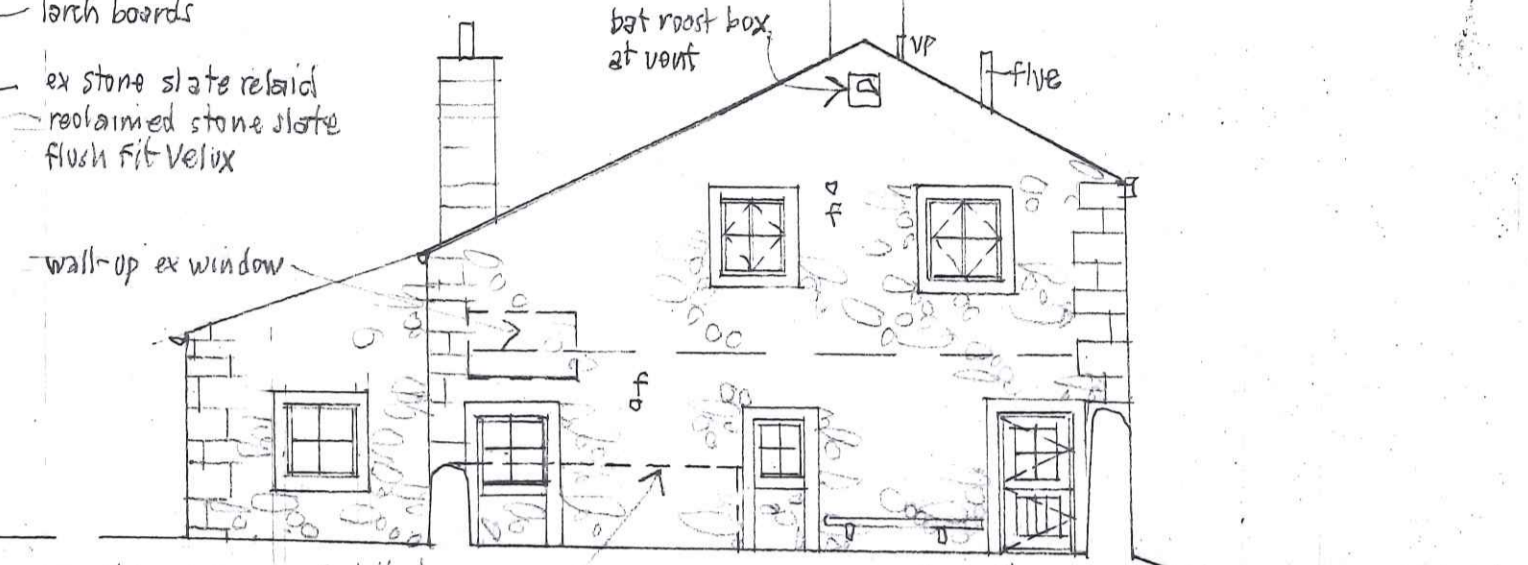 larch boards
ex stone slate relaid
reclaimed stone slate
flush fit Velux
wall-up ex window
bat roost box
at vent
VP
flue